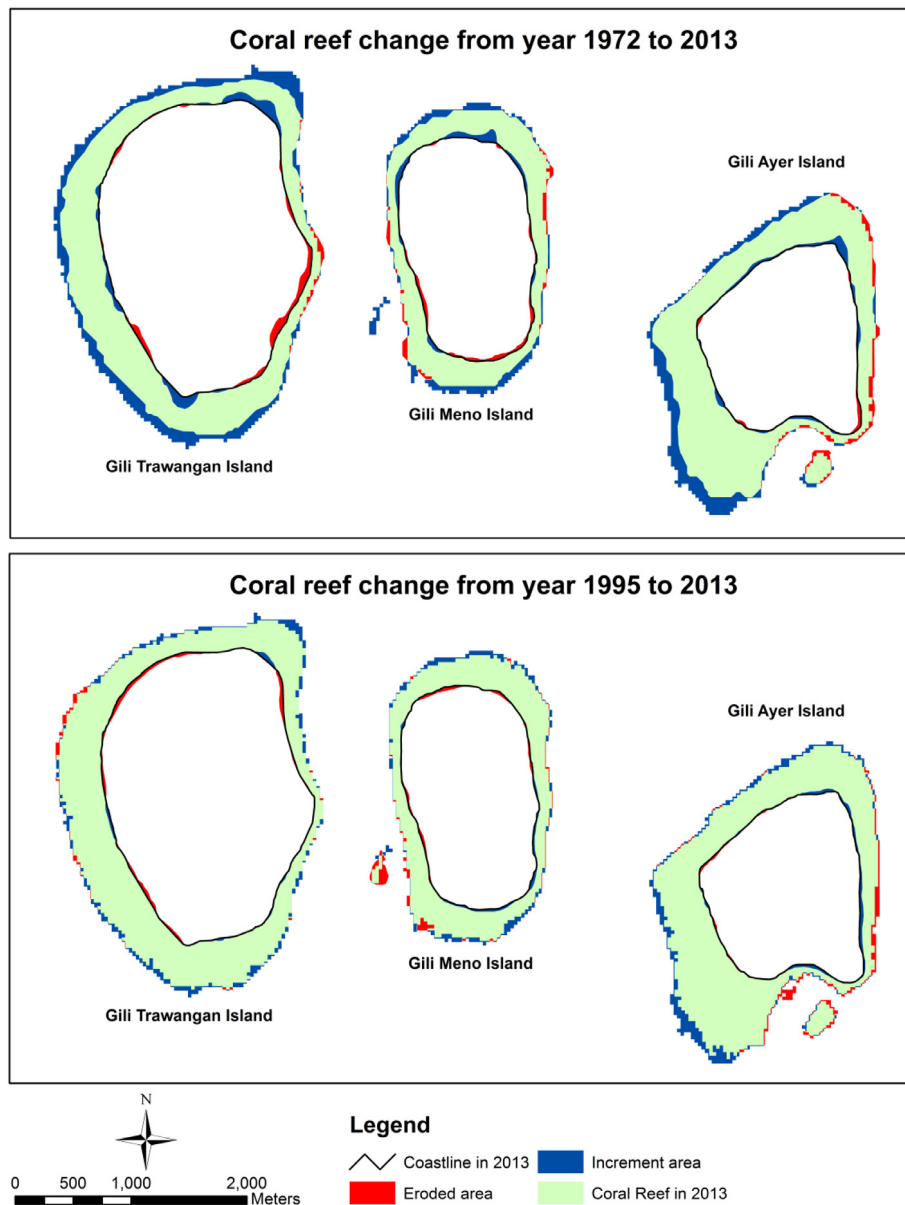 Coral reef change from year 1972 to 2013
Gili Ayer Island
Gili Meno Island
Gili Trawangan Island
Coral reef change from year 1995 to 2013
Gili Ayer Island
Gili Meno Island
Gili Trawangan Island
N
Legend
Coastline in 2013
Increment area
0 500 1,000 2,000
Meters
Eroded area
Coral Reef in 2013